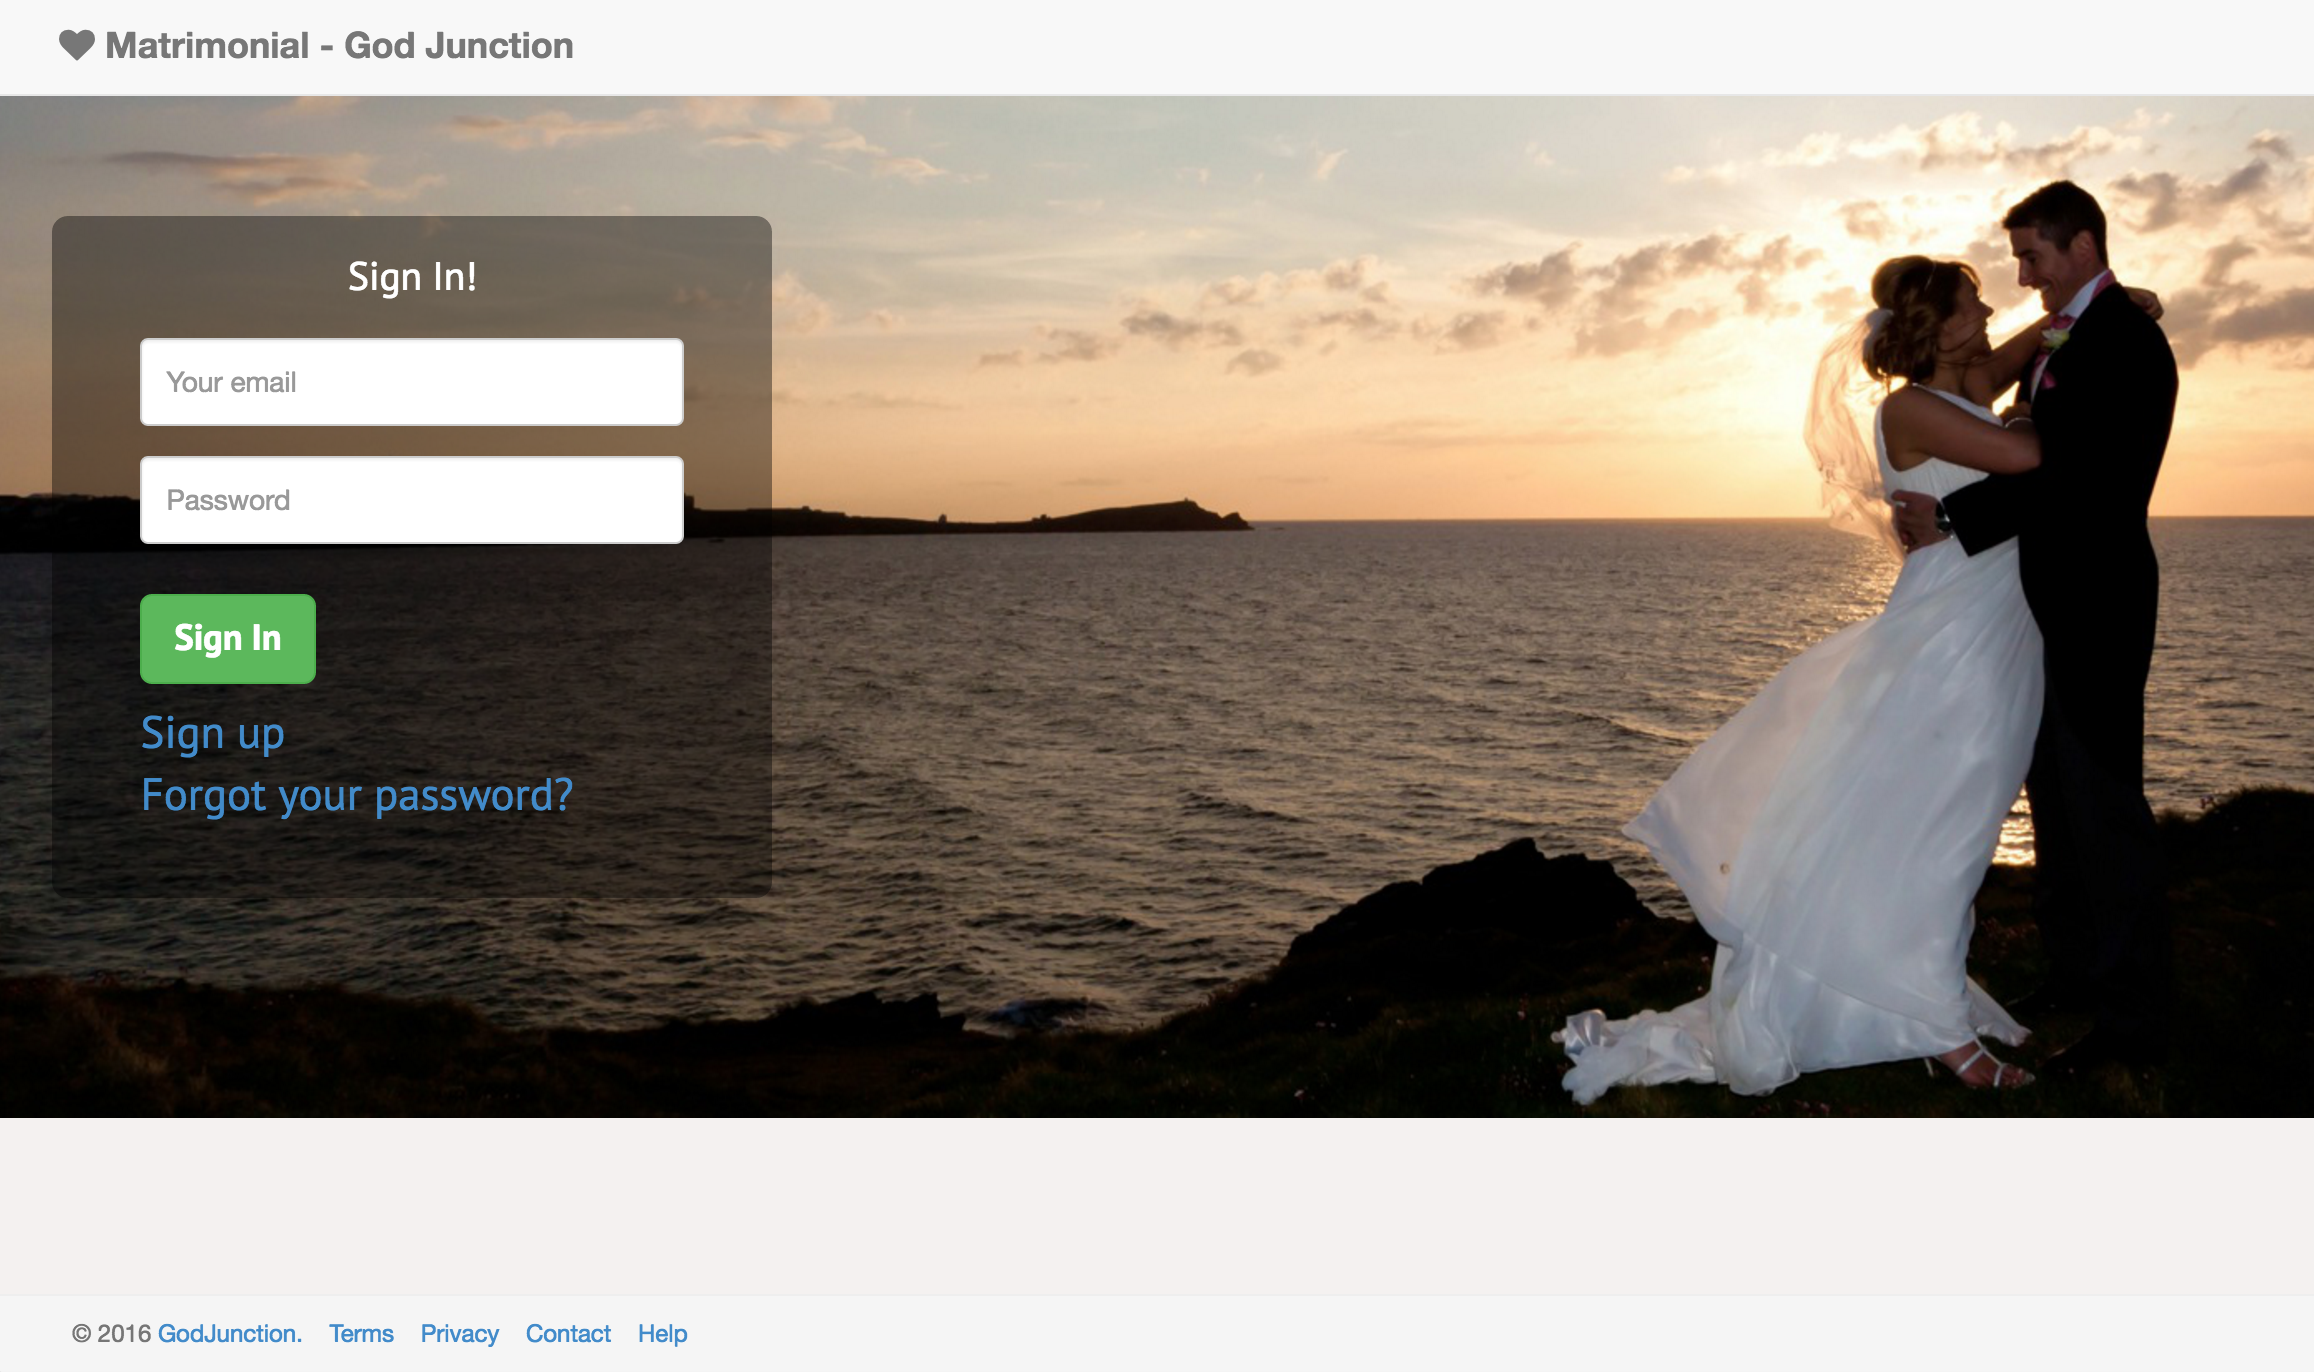 Matrimonial - God Junction
Sign In!
Your email
Password
Sign In
Sign up
Forgot your password?
© 2016 GodJunction. Terms Privacy Contact Help